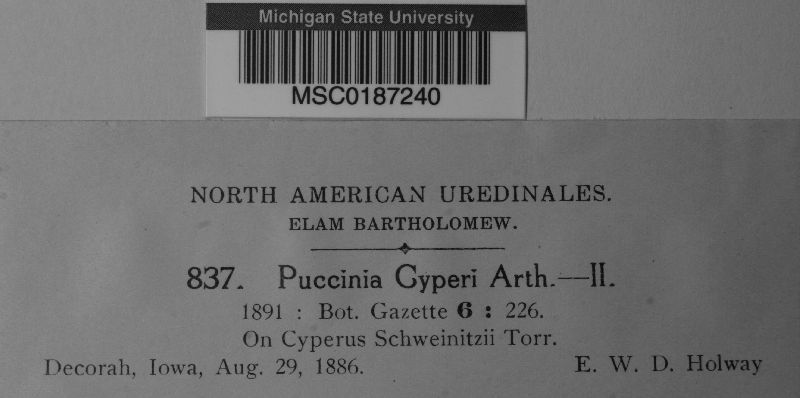 Michigan State University
MSC0187240
NORTH AMERICAN UREDINALES.
ELAM BARTHOLOMEW.
837. Puccinia Cyperi Arth.—II.
1891 : Bot. Gazette 6 : 226.
On Cyperus Schweinitzii Torr.
Decorah, Iowa, Aug. 29, 1886. E. W. D. Holway